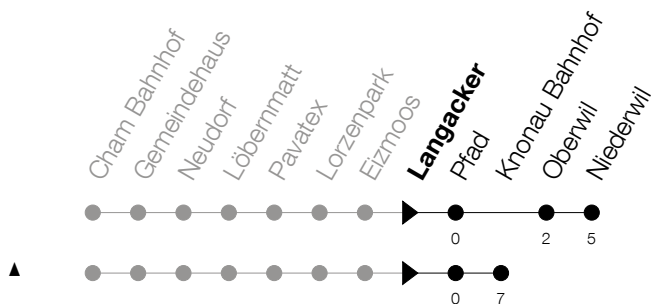 Cham Bahnhof
Gemeindehaus
Neudorf
Löbernmatt
Pavatex
Lorzenpark
Eizmoos
Langacker
Pfad
Knonau Bahnhof
Oberwil
Niederwil
0 2 5
0 7